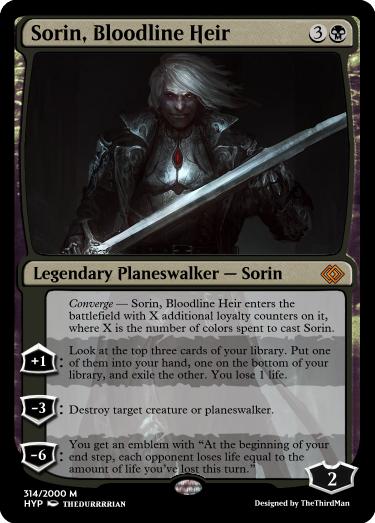 Sorin, Bloodline Heir 3
Legendary Planeswalker — Sorin
Converge — Sorin, Bloodline Heir enters the
battlefield with X additional loyalty counters on it,
where X is the number of colors spent to cast Sorin.
+1: Look at the top three cards of your library. Put one
of them into your hand, one on the bottom of your
library, and exile the other. You lose 1 life.
-3: Destroy target creature or planeswalker.
-6: You get an emblem with “At the beginning of your
end step, each opponent loses life equal to the
amount of life you’ve lost this turn.”
2
314/2000 M
HYP THEDURRRRIAN
Designed by TheThirdMan